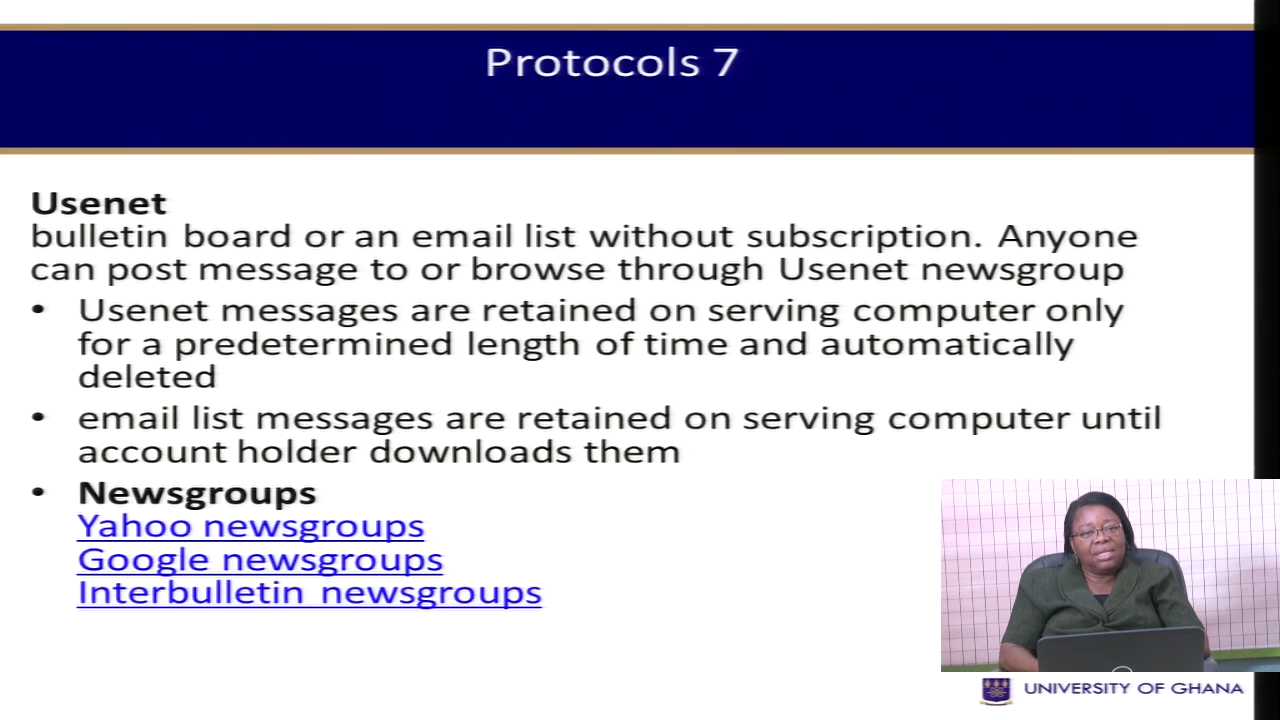 Protocols 7
Usenet
bulletin board or an email list without subscription. Anyone
can post message to or browse through Usenet newsgroup
• Usenet messages are retained on serving computer only
for a predetermined length of time and automatically
deleted
• email list messages are retained on serving computer until
account holder downloads them
• Newsgroups
Yahoo newsgroups
Google newsgroups
Interbulletin newsgroups
UNIVERSITY OF GHANA